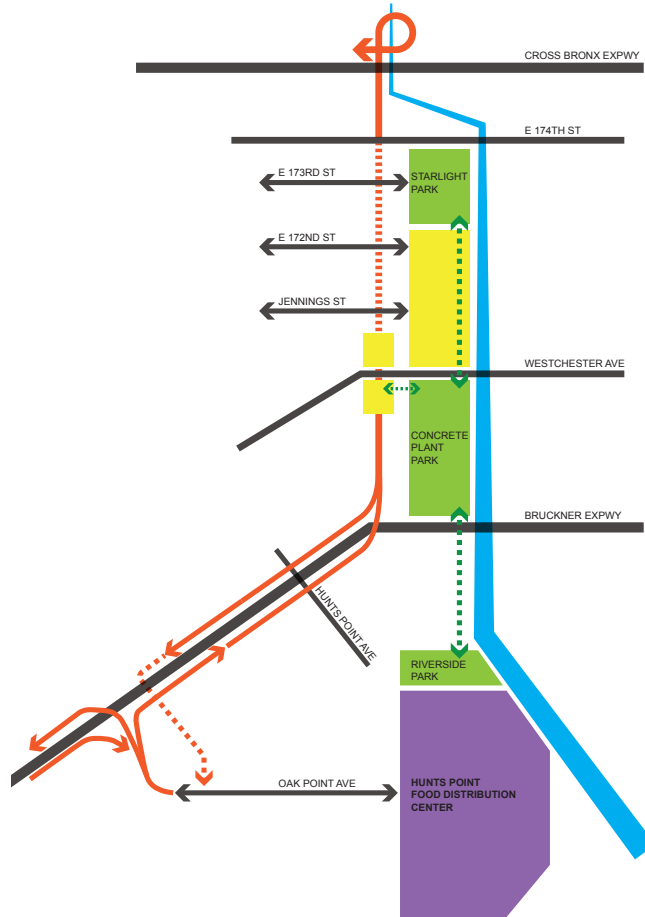 CROSS BRONX EXPWY
E 174TH ST
E 173RD ST
STARLIGHT
PARK
E 172ND ST
JENNINGS ST
WESTCHESTER AVE
CONCRETE
PLANT
PARK
BRUCKNER EXPWY
HUNTS POINT AVE
RIVERSIDE
PARK
OAK POINT AVE
HUNTS POINT
FOOD DISTRIBUTION
CENTER